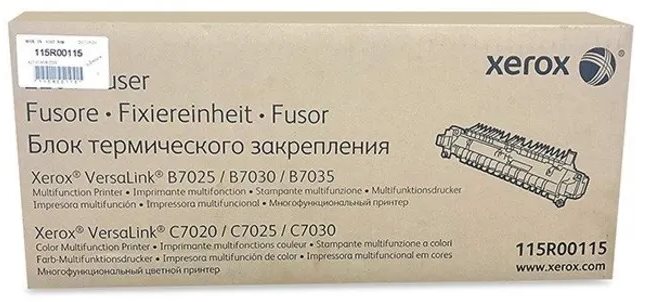 115R00115
xerox
Fusore • Fixiereinheit • Fusor
Блок термического закрепления
Xerox® VersaLink® B7025 / B7030 / B7035
Multifunction Printer • Imprimante multifonction • Stampante multifunzione • Multifunktionsdrucker
Impresora multifunción • Impressora multifuncional • Многофункциональный принтер
Xerox® VersaLink® C7020 / C7025 / C7030
Color Multifunction Printer • Imprimante multifonctions couleur • Stampante multifunzione a colori
Farb-Multifunktionsdrucker • Impresora multifunción de color • Impressora multifuncional em cores
Многофункциональный цветной принтер
115R00115
www.xerox.com